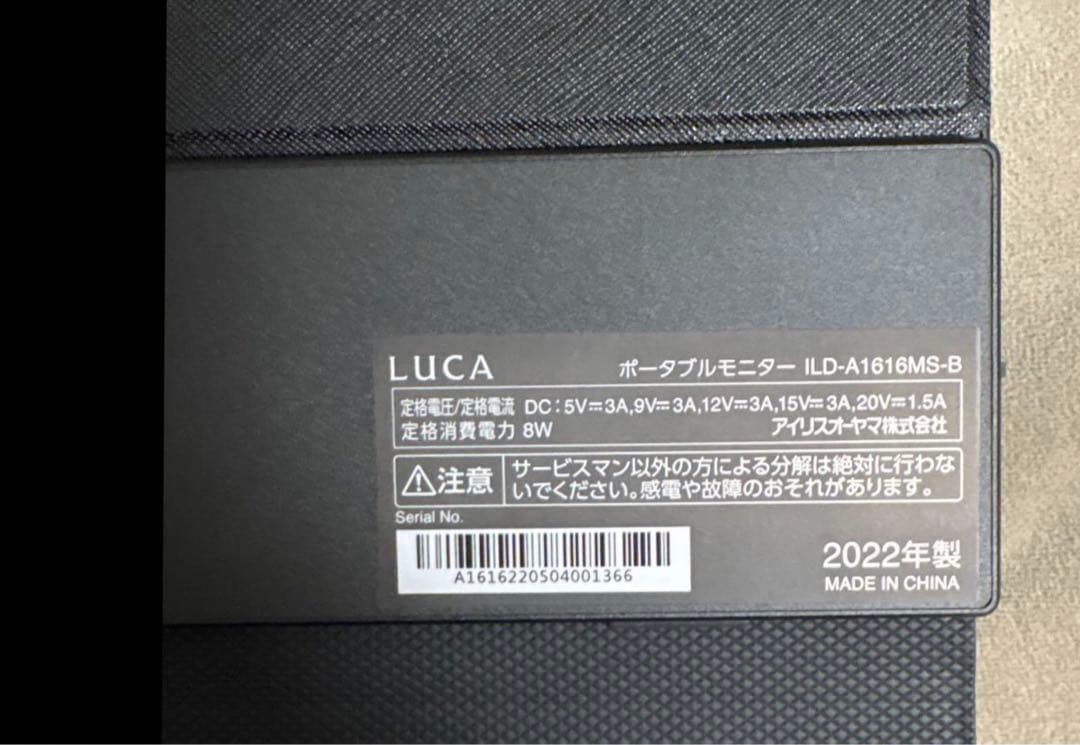 LUCA ポータブルモニター ILD-A1616MS-B
定格電圧/定格電流 DC:5V⎓3A,9V⎓3A,12V⎓3A,15V⎓3A,20V⎓1.5A
定格消費電力 8W アイリスオーヤマ株式会社
⚠注意 サービスマン以外の方による分解は絶対に行わな
いでください。感電や故障のおそれがあります。
Serial No.
A1616220504001366
2022年製
MADE IN CHINA